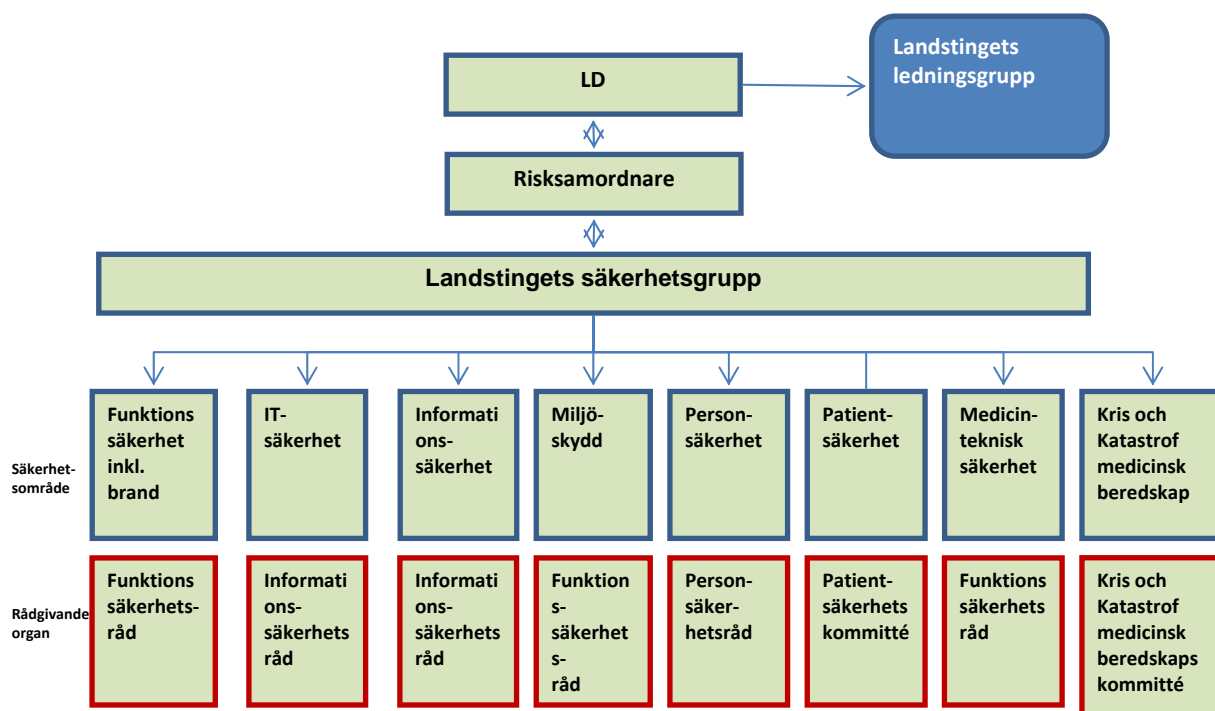 LD
Landstingets
ledningsgrupp
Risksamordnare
Landstingets säkerhetsgrupp
Säkerhet-
sområde
Funktions
säkerhet
inkl.
brand
IT-
säkerhet
Informati
ons-
säkerhet
Miljö-
skydd
Person-
säkerhet
Patient-
säkerhet
Medicin-
teknisk
säkerhet
Kris och
Katastrof
medicinsk
beredskap
Rådgivande
organ
Funktions
säkerhets-
råd
Informati
ons-
säkerhets
råd
Informati
ons-
säkerhets
råd
Funktion
s-
säkerhet
s-
råd
Person-
säker-
hetsråd
Patient-
säkerhets
kommitté
Funktions
säkerhets
råd
Kris och
Katastrof
medicinsk
beredskaps
kommitté